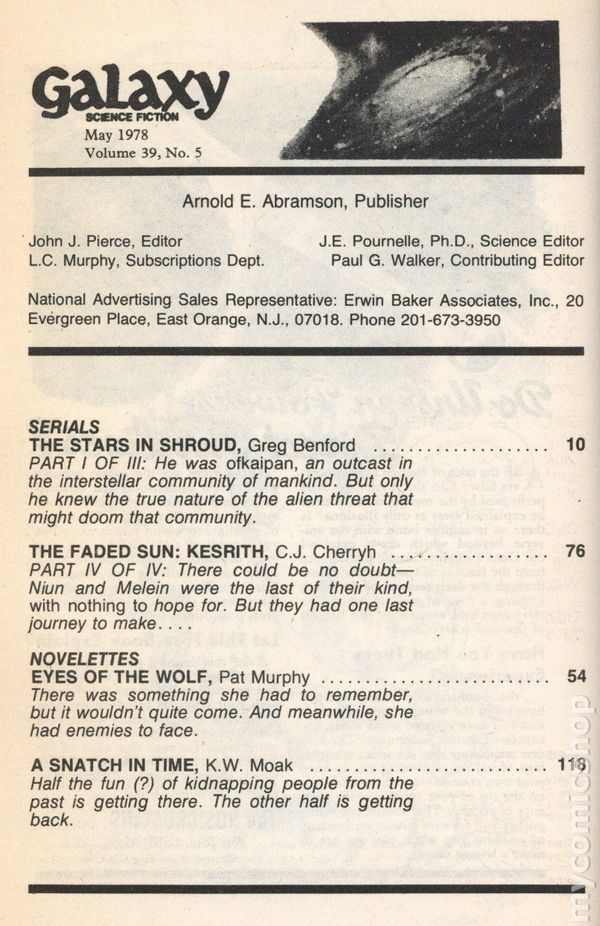 Galaxy
SCIENCE FICTION
May 1978
Volume 39, No. 5
Arnold E. Abramson, Publisher
John J. Pierce, Editor
J.E. Pournelle, Ph.D., Science Editor
L.C. Murphy, Subscriptions Dept.
Paul G. Walker, Contributing Editor
National Advertising Sales Representative: Erwin Baker Associates, Inc., 20
Evergreen Place, East Orange, N.J., 07018. Phone 201-673-3950
SERIALS
THE STARS IN SHROUD, Greg Benford .................... 10
PART I OF III: He was ofkaipan, an outcast in
the interstellar community of mankind. But only
he knew the true nature of the alien threat that
might doom that community.
THE FADED SUN: KESRITH, C.J. Cherryh .................. 76
PART IV OF IV: There could be no doubt—
Niun and Melein were the last of their kind,
with nothing to hope for. But they had one last
journey to make....
NOVELETTES
EYES OF THE WOLF, Pat Murphy ......................... 54
There was something she had to remember,
but it wouldn't quite come. And meanwhile, she
had enemies to face.
A SNATCH IN TIME, K.W. Moak .......................... 118
Half the fun (?) of kidnapping people from the
past is getting there. The other half is getting
back.
mycomicshop